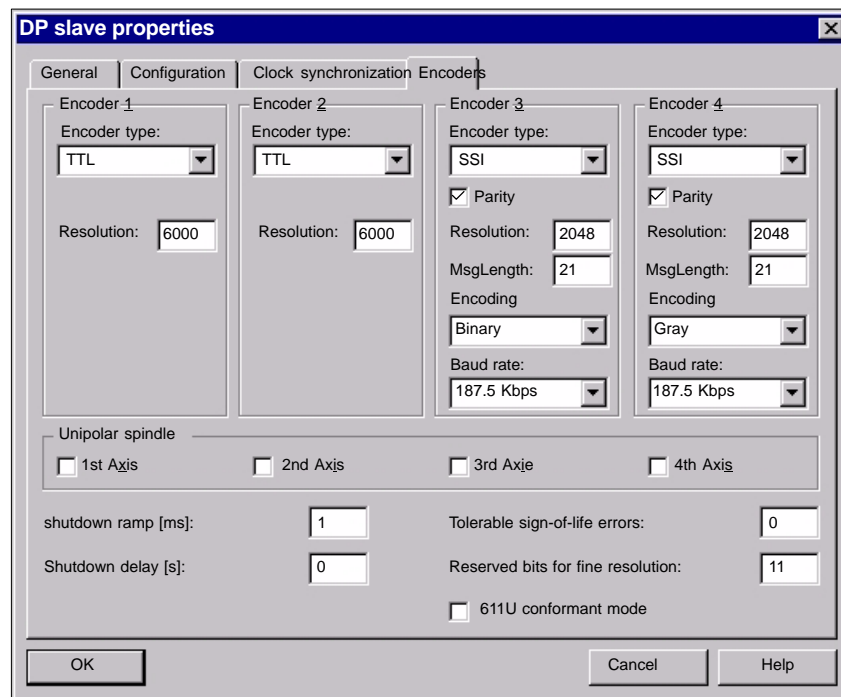 DP slave properties
General Configuration Clock synchronization Encoders
Encoder 1 Encoder 2 Encoder 3 Encoder 4
Encoder type: Encoder type: Encoder type: Encoder type:
TTL TTL SSI SSI
Parity Parity
Resolution: 6000 Resolution: 6000 Resolution: 2048 Resolution: 2048
MsgLength: 21 MsgLength: 21
Encoding Encoding
Binary Gray
Baud rate: Baud rate:
187.5 Kbps 187.5 Kbps
Unipolar spindle
1st Axis 2nd Axis 3rd Axie 4th Axis
shutdown ramp [ms]: 1 Tolerable sign-of-life errors: 0
Shutdown delay [s]: 0 Reserved bits for fine resolution: 11
611U conformant mode
OK Cancel Help